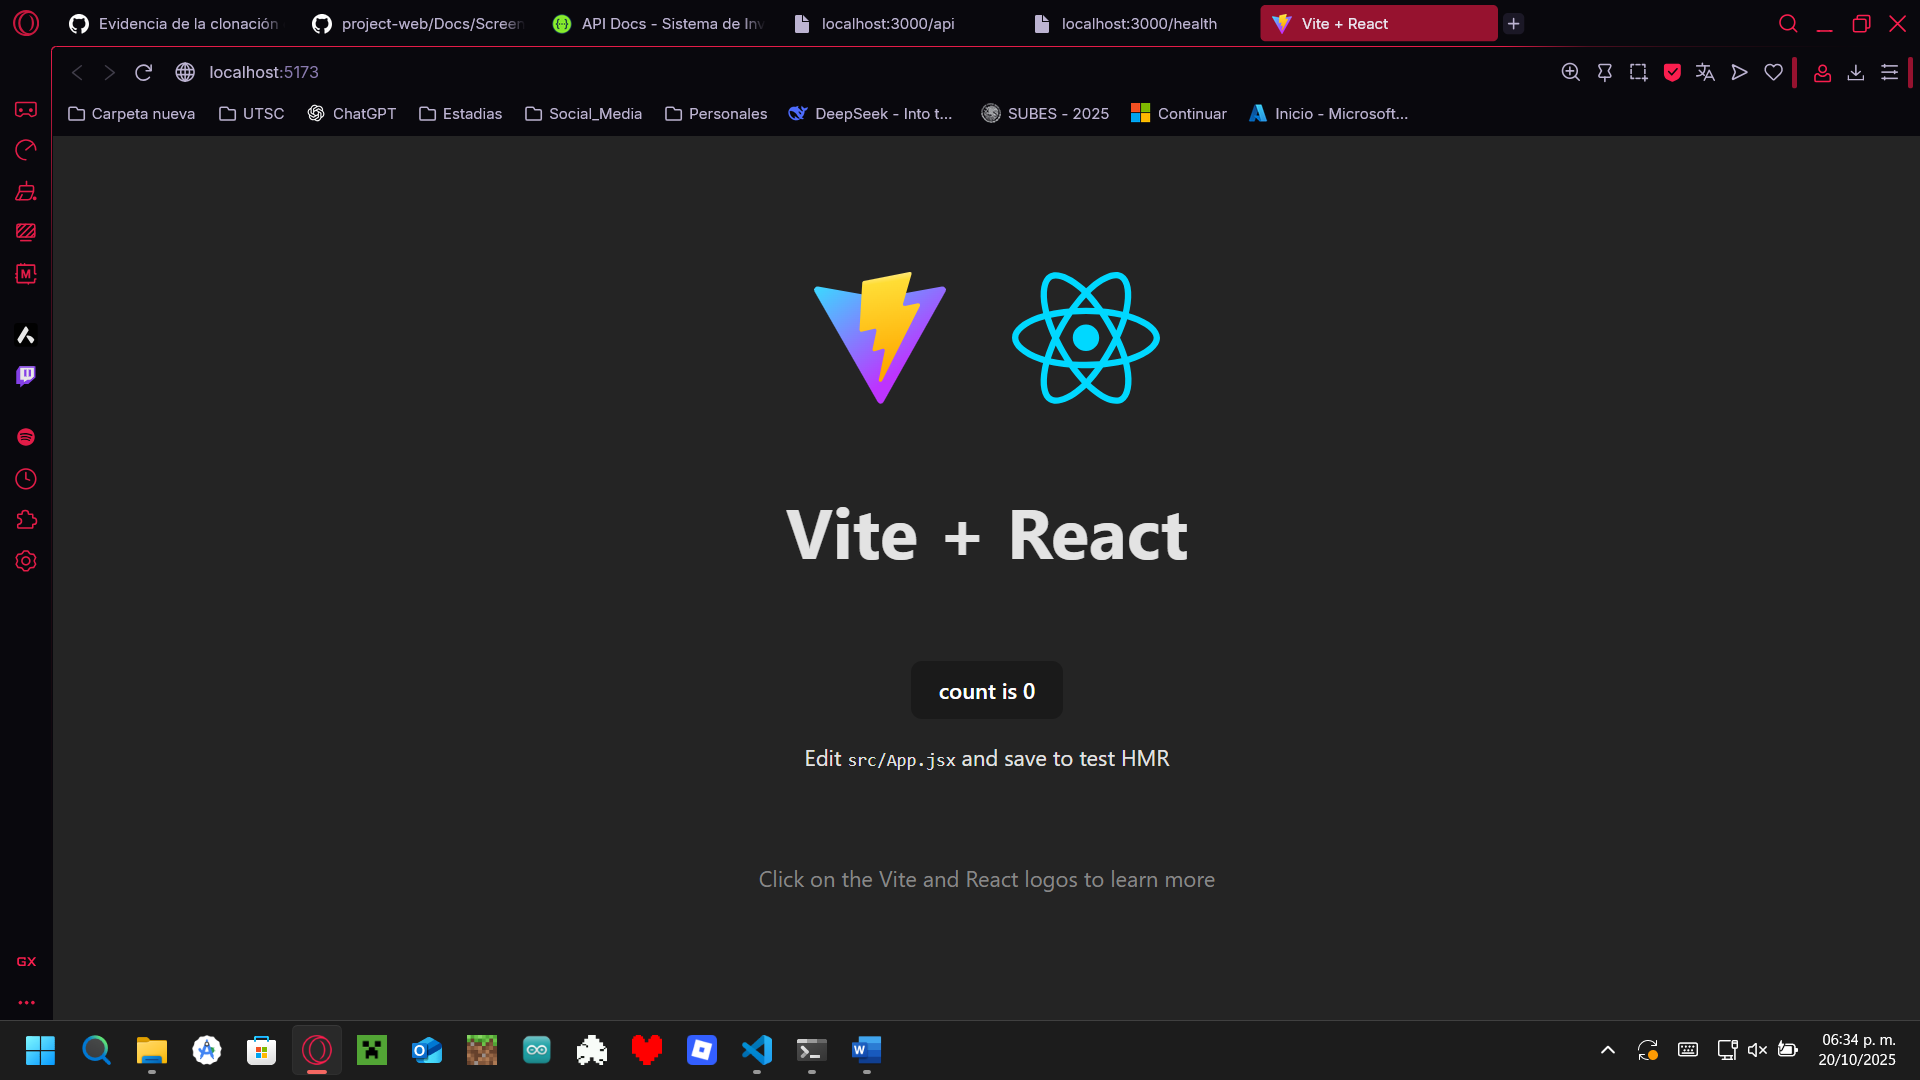 Evidencia de la clonación
project-web/Docs/Screen
API Docs - Sistema de Inv
localhost:3000/api
localhost:3000/health
Vite + React
localhost:5173
Carpeta nueva
UTSC
ChatGPT
Estadias
Social_Media
Personales
DeepSeek - Into t...
SUBES - 2025
Continuar
Inicio - Microsoft...
M
Vite + React
count is 0
Edit src/App.jsx and save to test HMR
Click on the Vite and React logos to learn more
GX
06:34 p. m.
20/10/2025